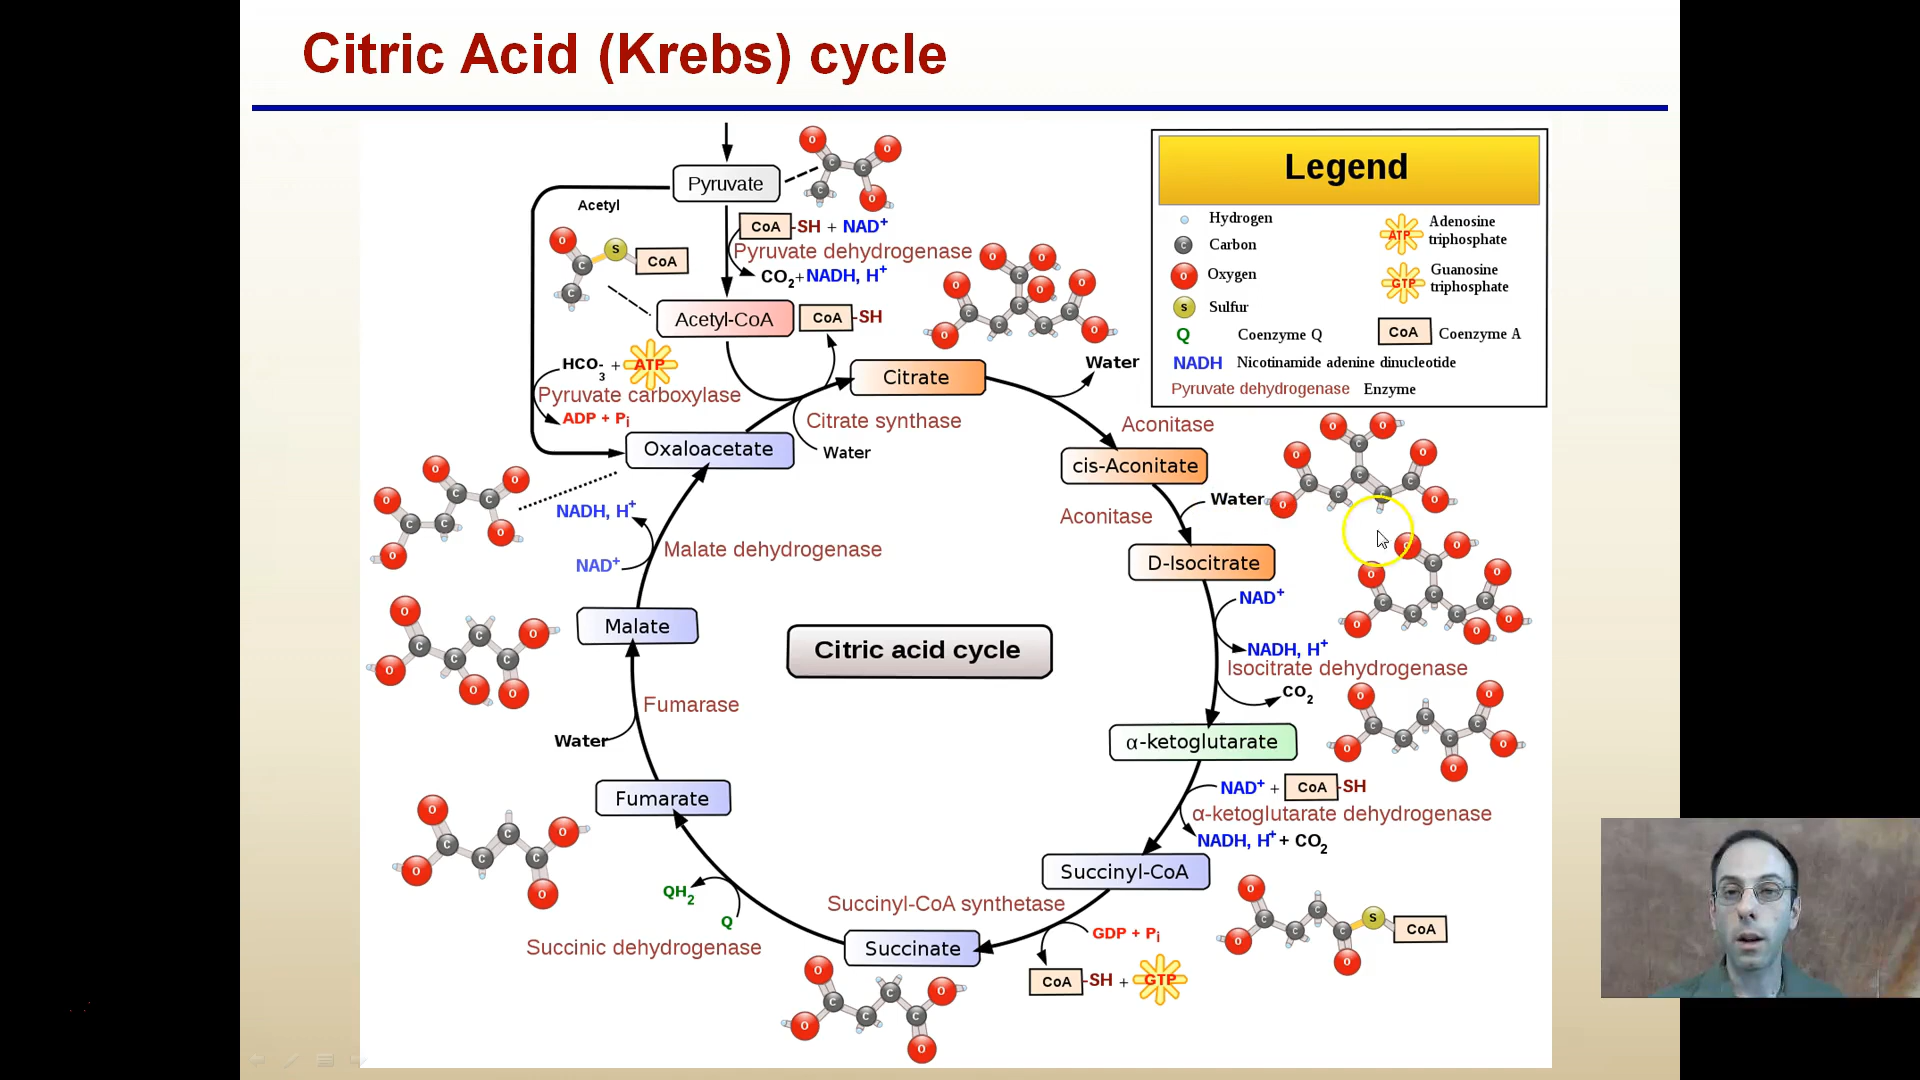 Citric Acid (Krebs) cycle
Legend
Hydrogen
Carbon
Oxygen
Sulfur
Q Coenzyme Q
NADH Nicotinamide adenine dinucleotide
Pyruvate dehydrogenase Enzyme
ATP Adenosine triphosphate
GTP Guanosine triphosphate
CoA Coenzyme A
Pyruvate
Acetyl
CoA-SH + NAD+
Pyruvate dehydrogenase
CO2+NADH, H+
S CoA
Acetyl-CoA
CoA-SH
HCO-3 + ATP
Pyruvate carboxylase
ADP + Pi
Citrate
Water
Citrate synthase
Water
Oxaloacetate
Aconitase
cis-Aconitate
Water
Aconitase
D-Isocitrate
NAD+
NADH, H+
Isocitrate dehydrogenase
CO2
α-ketoglutarate
NAD+ + CoA-SH
α-ketoglutarate dehydrogenase
NADH, H+ + CO2
Succinyl-CoA
S CoA
Succinyl-CoA synthetase
GDP + Pi
CoA-SH + GTP
Succinate
QH2
Q
Succinic dehydrogenase
Fumarate
Water
Fumarase
Malate
NAD+
NADH, H+
Malate dehydrogenase
Citric acid cycle